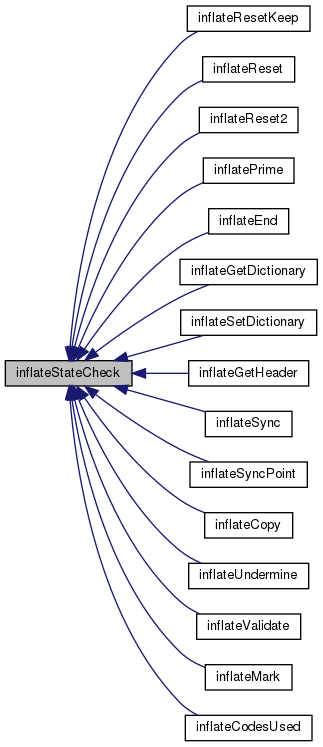 inflateResetKeep
inflateReset
inflateReset2
inflatePrime
inflateEnd
inflateGetDictionary
inflateSetDictionary
inflateStateCheck
inflateGetHeader
inflateSync
inflateSyncPoint
inflateCopy
inflateUndermine
inflateValidate
inflateMark
inflateCodesUsed